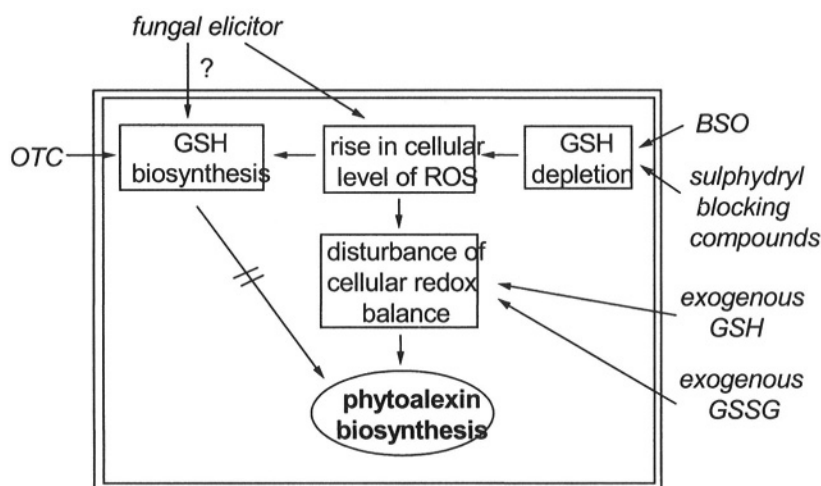 fungal elicitor
?
GSH
biosynthesis
OTC
rise in cellular
level of ROS
GSH
depletion
BSO
sulphydryl
blocking
compounds
disturbance of
cellular redox
balance
exogenous
GSH
exogenous
GSSG
phytoalexin
biosynthesis